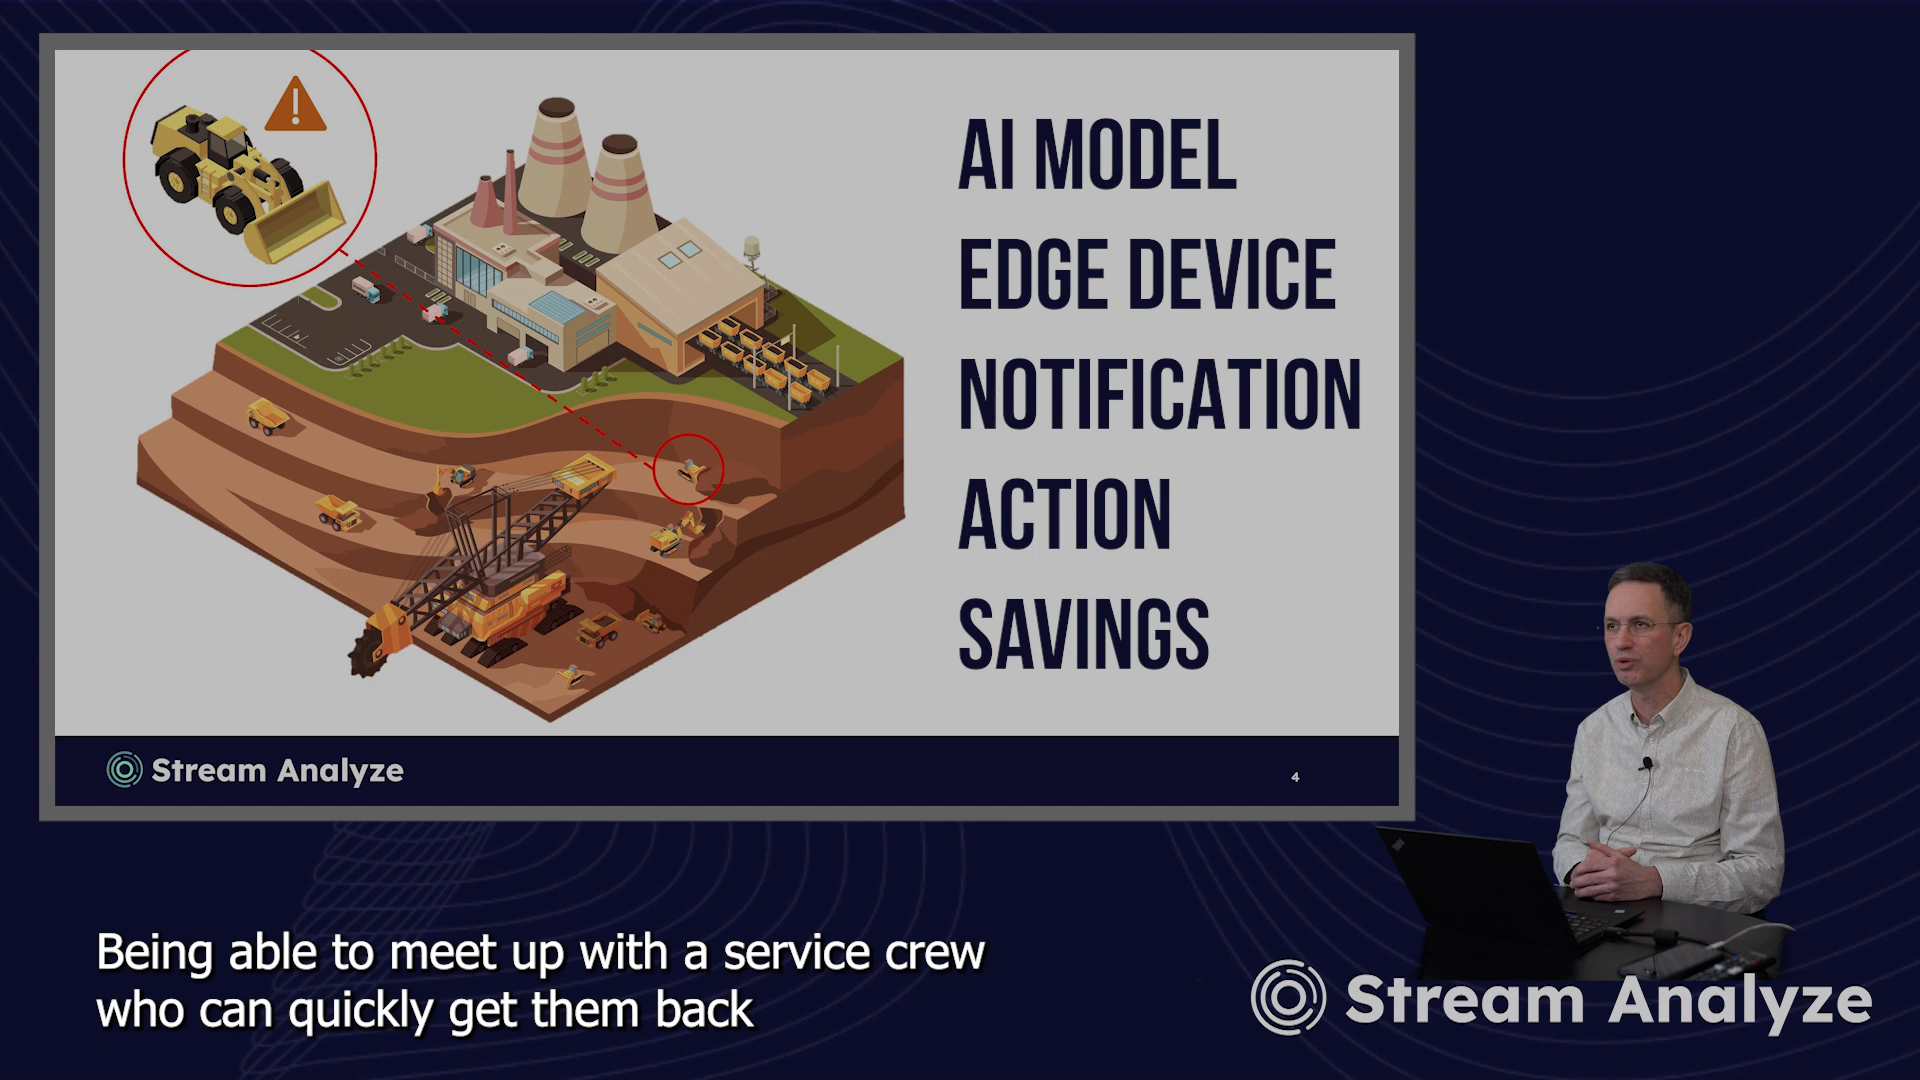 AI MODEL
EDGE DEVICE
NOTIFICATION
ACTION
SAVINGS
Stream Analyze
4
Being able to meet up with a service crew
who can quickly get them back
Stream Analyze